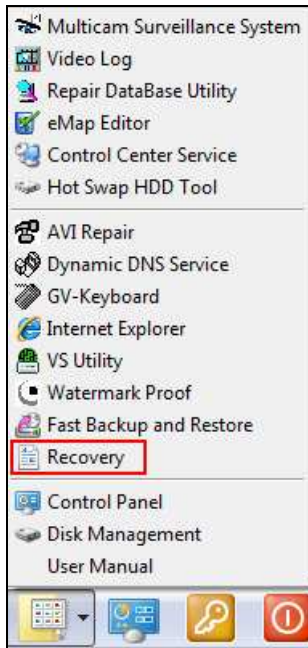 Multicam Surveillance System
Video Log
Repair DataBase Utility
eMap Editor
Control Center Service
Hot Swap HDD Tool
AVI Repair
Dynamic DNS Service
GV-Keyboard
Internet Explorer
VS Utility
Watermark Proof
Fast Backup and Restore
Recovery
Control Panel
Disk Management
User Manual